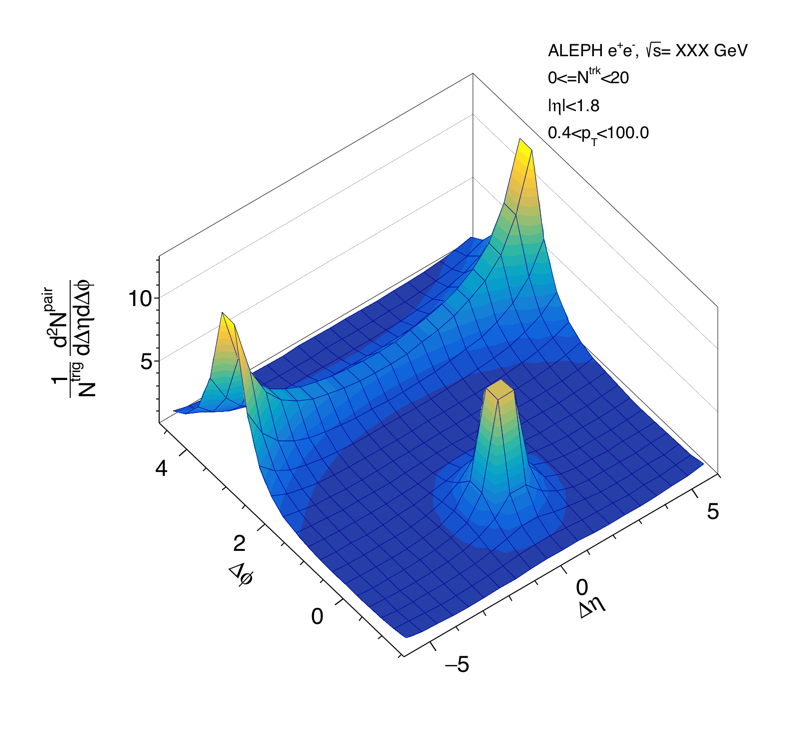 ALEPH e⁺e⁻, √s= XXX GeV
0<=Nᵗʳᵏ<20
|η|<1.8
0.4<p_T<100.0
1/N^trig d²N^pair/dΔηdΔϕ
10
5
4
2
0
Δϕ
−5
0
5
Δη